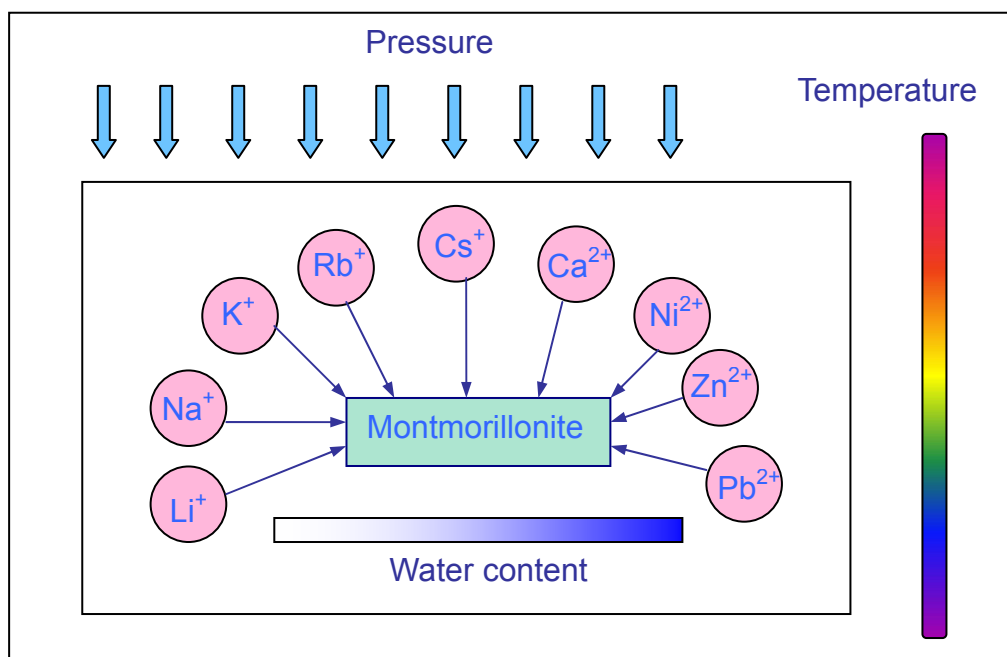 Pressure
Temperature
Cs⁺
Rb⁺
Ca²⁺
K⁺
Ni²⁺
Zn²⁺
Na⁺
Montmorillonite
Li⁺
Pb²⁺
Water content